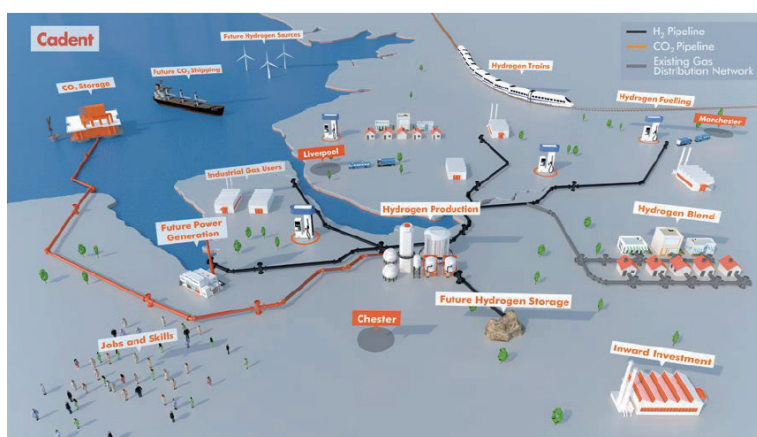 Cadent
Future Hydrogen Sources
H₂ Pipeline
CO₂ Pipeline
Existing Gas
Distribution Network
CO₂ Storage
Future CO₂ Shipping
Hydrogen Trains
Hydrogen Fuelling
Manchester
Liverpool
Industrial Gas Users
Hydrogen Production
Hydrogen Blend
Future Power
Generation
Future Hydrogen Storage
Chester
Jobs and Skills
Inward Investment